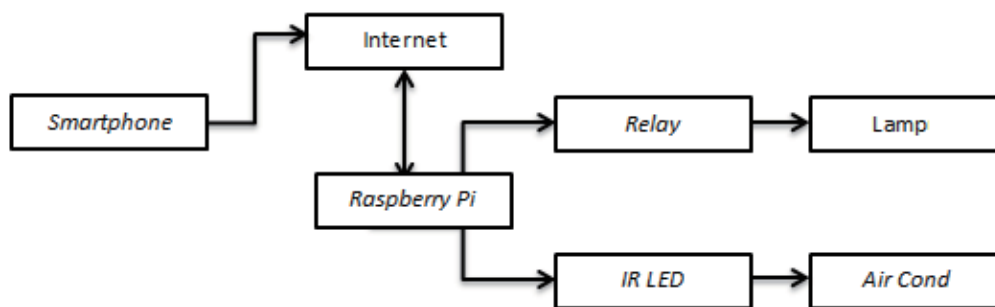 Internet
Smartphone
Relay
Lamp
Raspberry Pi
IR LED
Air Cond